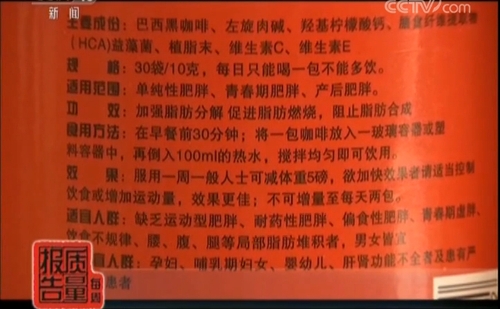 新闻
CCTV.com
主要成份：巴西黑咖啡、左旋肉碱、羟基柠檬酸钙、膳食纤维提取物
(HCA)益藻菌、植脂末、维生素C、维生素E
规格：30袋/10克，每日只能喝一包不能多饮。
适用范围：单纯性肥胖、青春期肥胖、产后肥胖。
功效：加强脂肪分解 促进脂肪燃烧，阻止脂肪合成
食用方法：在早餐前30分钟；将一包咖啡放入一玻璃容器或塑
料容器中，再倒入100ml的热水，搅拌均匀即可饮用。
效果：服用一周一般人士可减体重5磅，欲加快效果者请适当控制
饮食或增加运动量，效果更佳；不可增量至每天两包。
适宜人群：缺乏运动型肥胖、耐药性肥胖、偏食性肥胖、青春期虚胖、
饮食不规律、腰、腹、腿等局部脂肪堆积者，男女皆宜
人群：孕妇、哺乳期妇女、婴幼儿、肝肾功能不全者及患有严
患者
每周
质量
报告